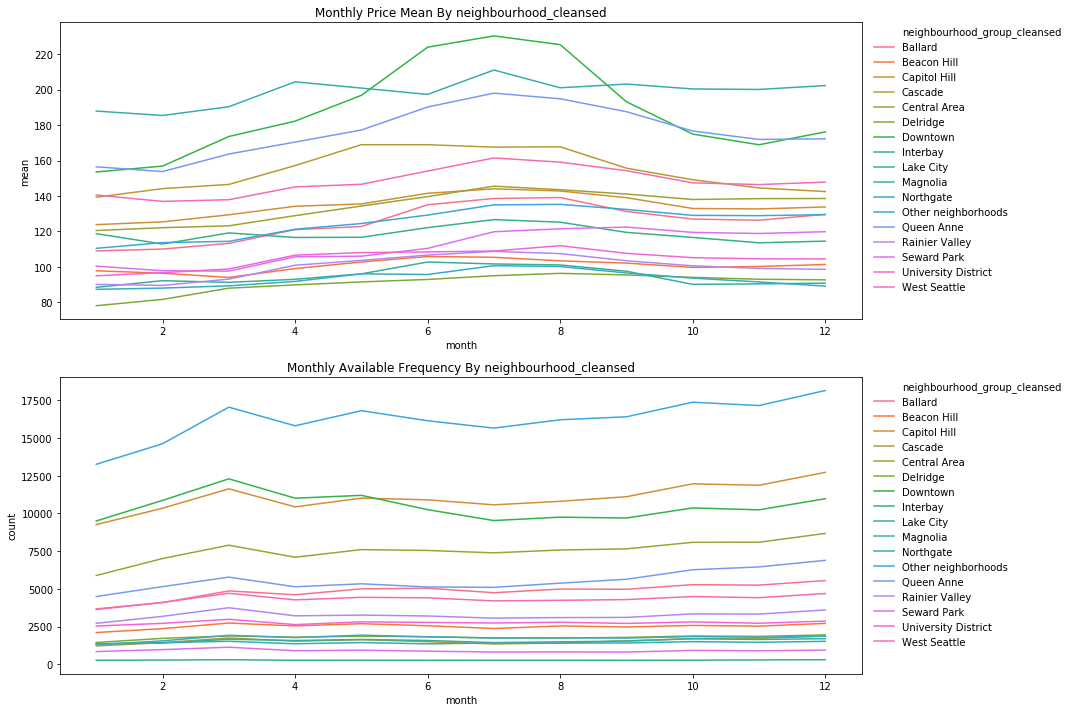 Monthly Price Mean By neighbourhood_cleansed
neighbourhood_group_cleansed
Ballard
Beacon Hill
Capitol Hill
Cascade
Central Area
Delridge
Downtown
Interbay
Lake City
Magnolia
Northgate
Other neighborhoods
Queen Anne
Rainier Valley
Seward Park
University District
West Seattle
mean
220
200
180
160
140
120
100
80
2 4 6 8 10 12
month
Monthly Available Frequency By neighbourhood_cleansed
neighbourhood_group_cleansed
Ballard
Beacon Hill
Capitol Hill
Cascade
Central Area
Delridge
Downtown
Interbay
Lake City
Magnolia
Northgate
Other neighborhoods
Queen Anne
Rainier Valley
Seward Park
University District
West Seattle
count
17500
15000
12500
10000
7500
5000
2500
0
2 4 6 8 10 12
month